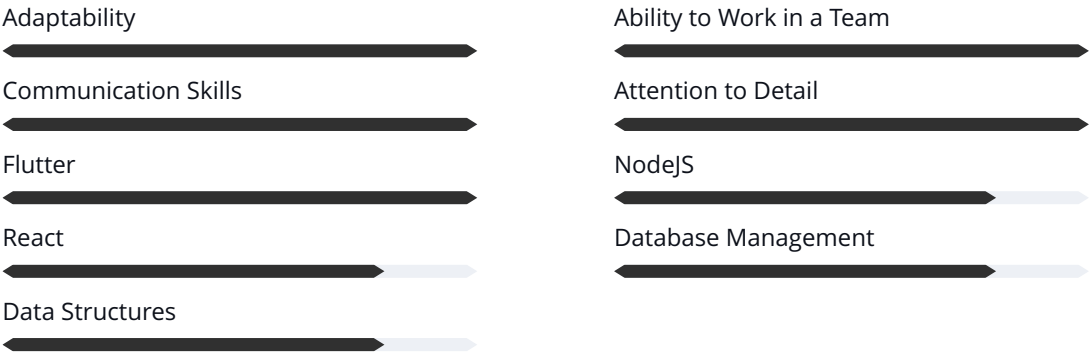 Adaptability
Ability to Work in a Team
Communication Skills
Attention to Detail
Flutter
NodeJS
React
Database Management
Data Structures